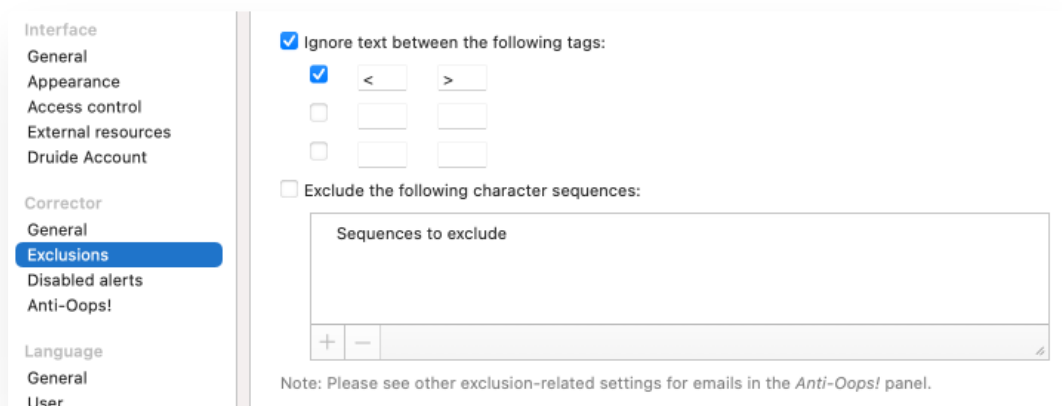 Interface
General
Appearance
Access control
External resources
Druide Account
Corrector
General
Exclusions
Disabled alerts
Anti-Oops!
Language
General
User
Ignore text between the following tags:
< >
Exclude the following character sequences:
Sequences to exclude
+ −
Note: Please see other exclusion-related settings for emails in the Anti-Oops! panel.